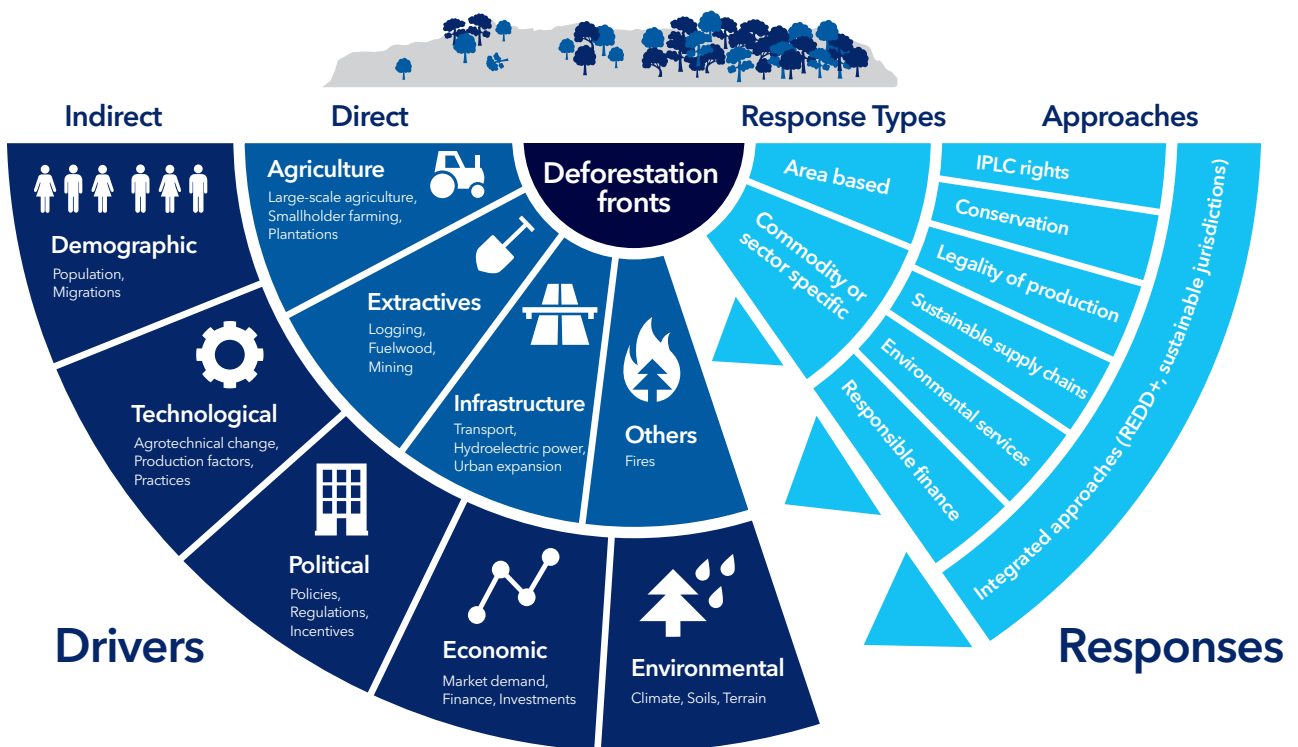 Indirect
Direct
Response Types
Approaches
Deforestation
fronts
Demographic
Population,
Migrations
Technological
Agrotechnical change,
Production factors,
Practices
Political
Policies,
Regulations,
Incentives
Economic
Market demand,
Finance, Investments
Environmental
Climate, Soils, Terrain
Agriculture
Large-scale agriculture,
Smallholder farming,
Plantations
Extractives
Logging,
Fuelwood,
Mining
Infrastructure
Transport,
Hydroelectric power,
Urban expansion
Others
Fires
Area based
Commodity or
sector specific
IPLC rights
Conservation
Legality of production
Sustainable supply chains
Environmental services
Responsible finance
Integrated approaches (REDD+, sustainable jurisdictions)
Drivers
Responses